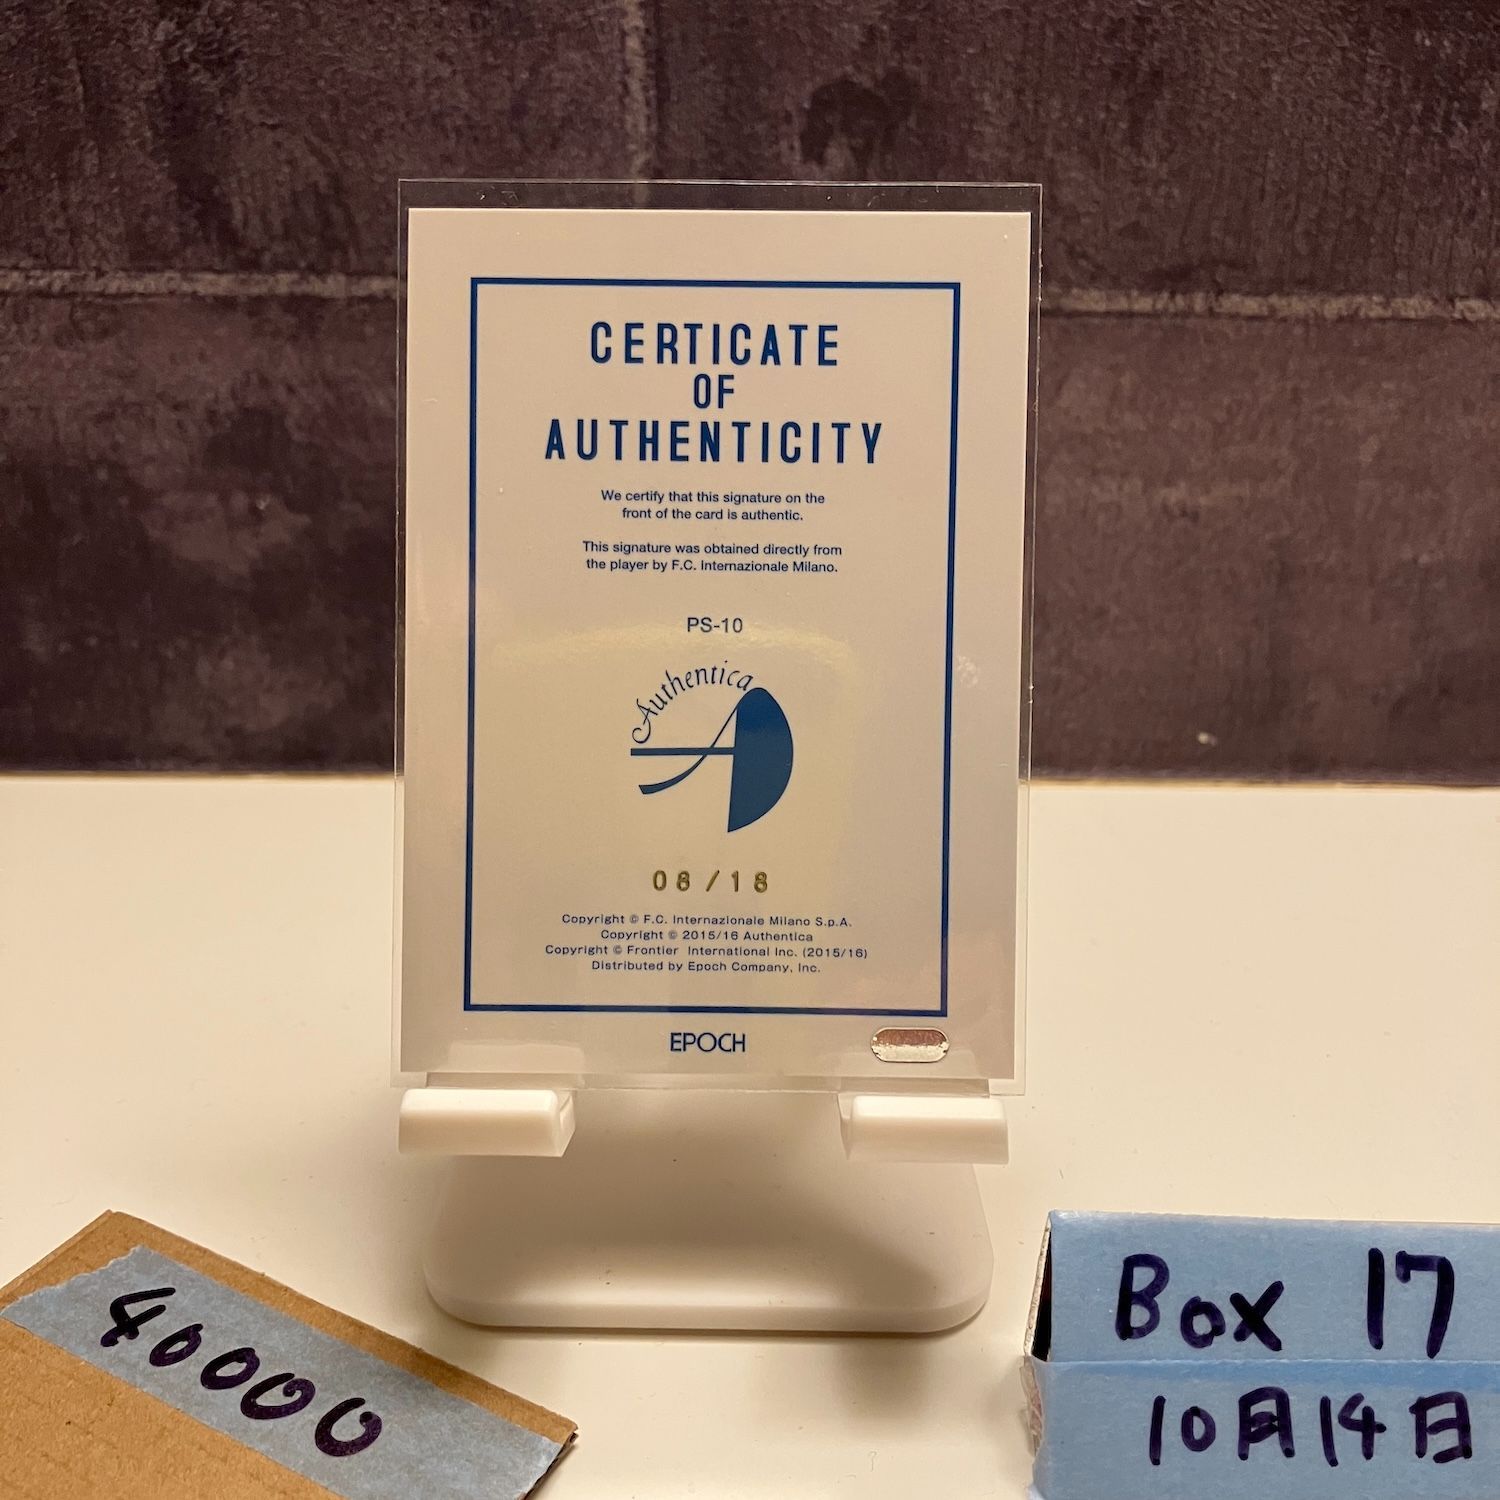 CERTICATE
OF
AUTHENTICITY
We certify that this signature on the
front of the card is authentic.
This signature was obtained directly from
the player by F.C. Internazionale Milano.
PS-10
Authentica
08/18
Copyright © F.C. Internazionale Milano S.p.A.
Copyright © 2015/16 Authentica
Copyright © Frontier International Inc. (2015/16)
Distributed by Epoch Company, Inc.
EPOCH
40000
Box 17
10月14日